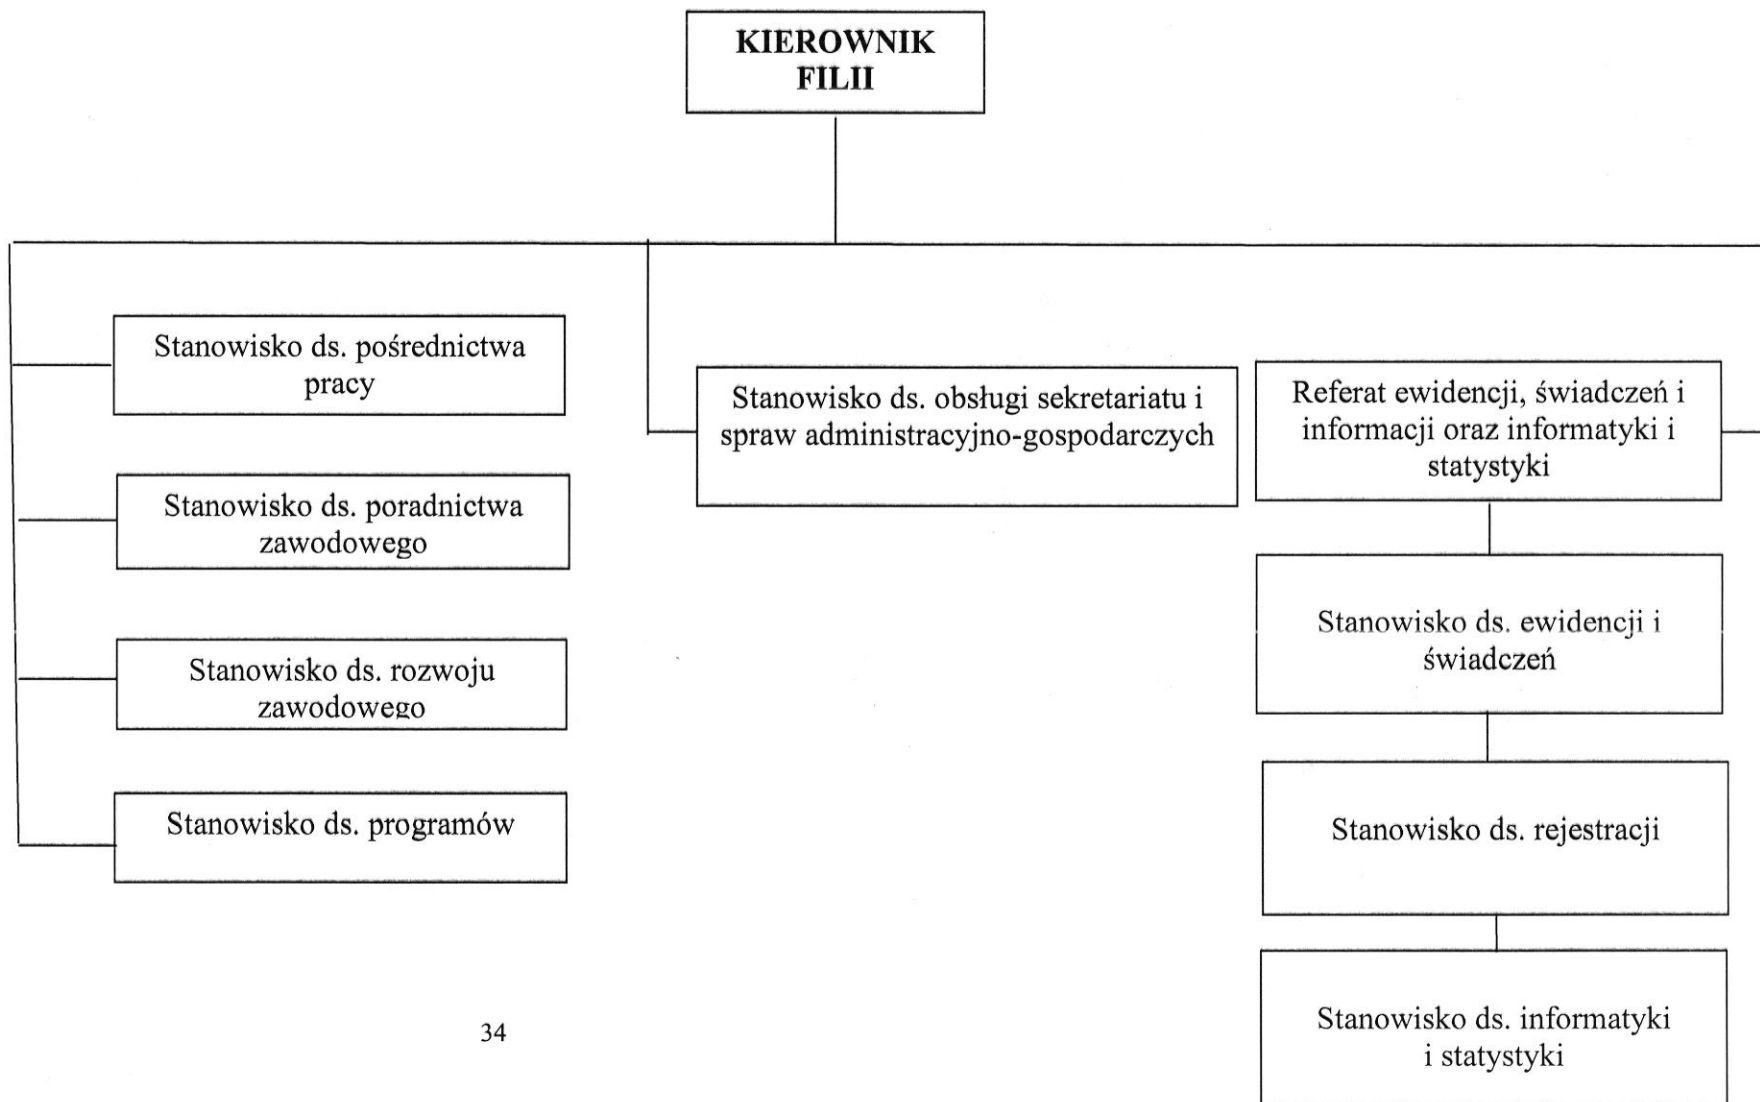 KIEROWNIK
FILII
Stanowisko ds. pośrednictwa
pracy
Stanowisko ds. poradnictwa
zawodowego
Stanowisko ds. rozwoju
zawodowego
Stanowisko ds. programów
Stanowisko ds. obsługi sekretariatu i
spraw administracyjno-gospodarczych
Referat ewidencji, świadczeń i
informacji oraz informatyki i
statystyki
Stanowisko ds. ewidencji i
świadczeń
Stanowisko ds. rejestracji
Stanowisko ds. informatyki
i statystyki
34